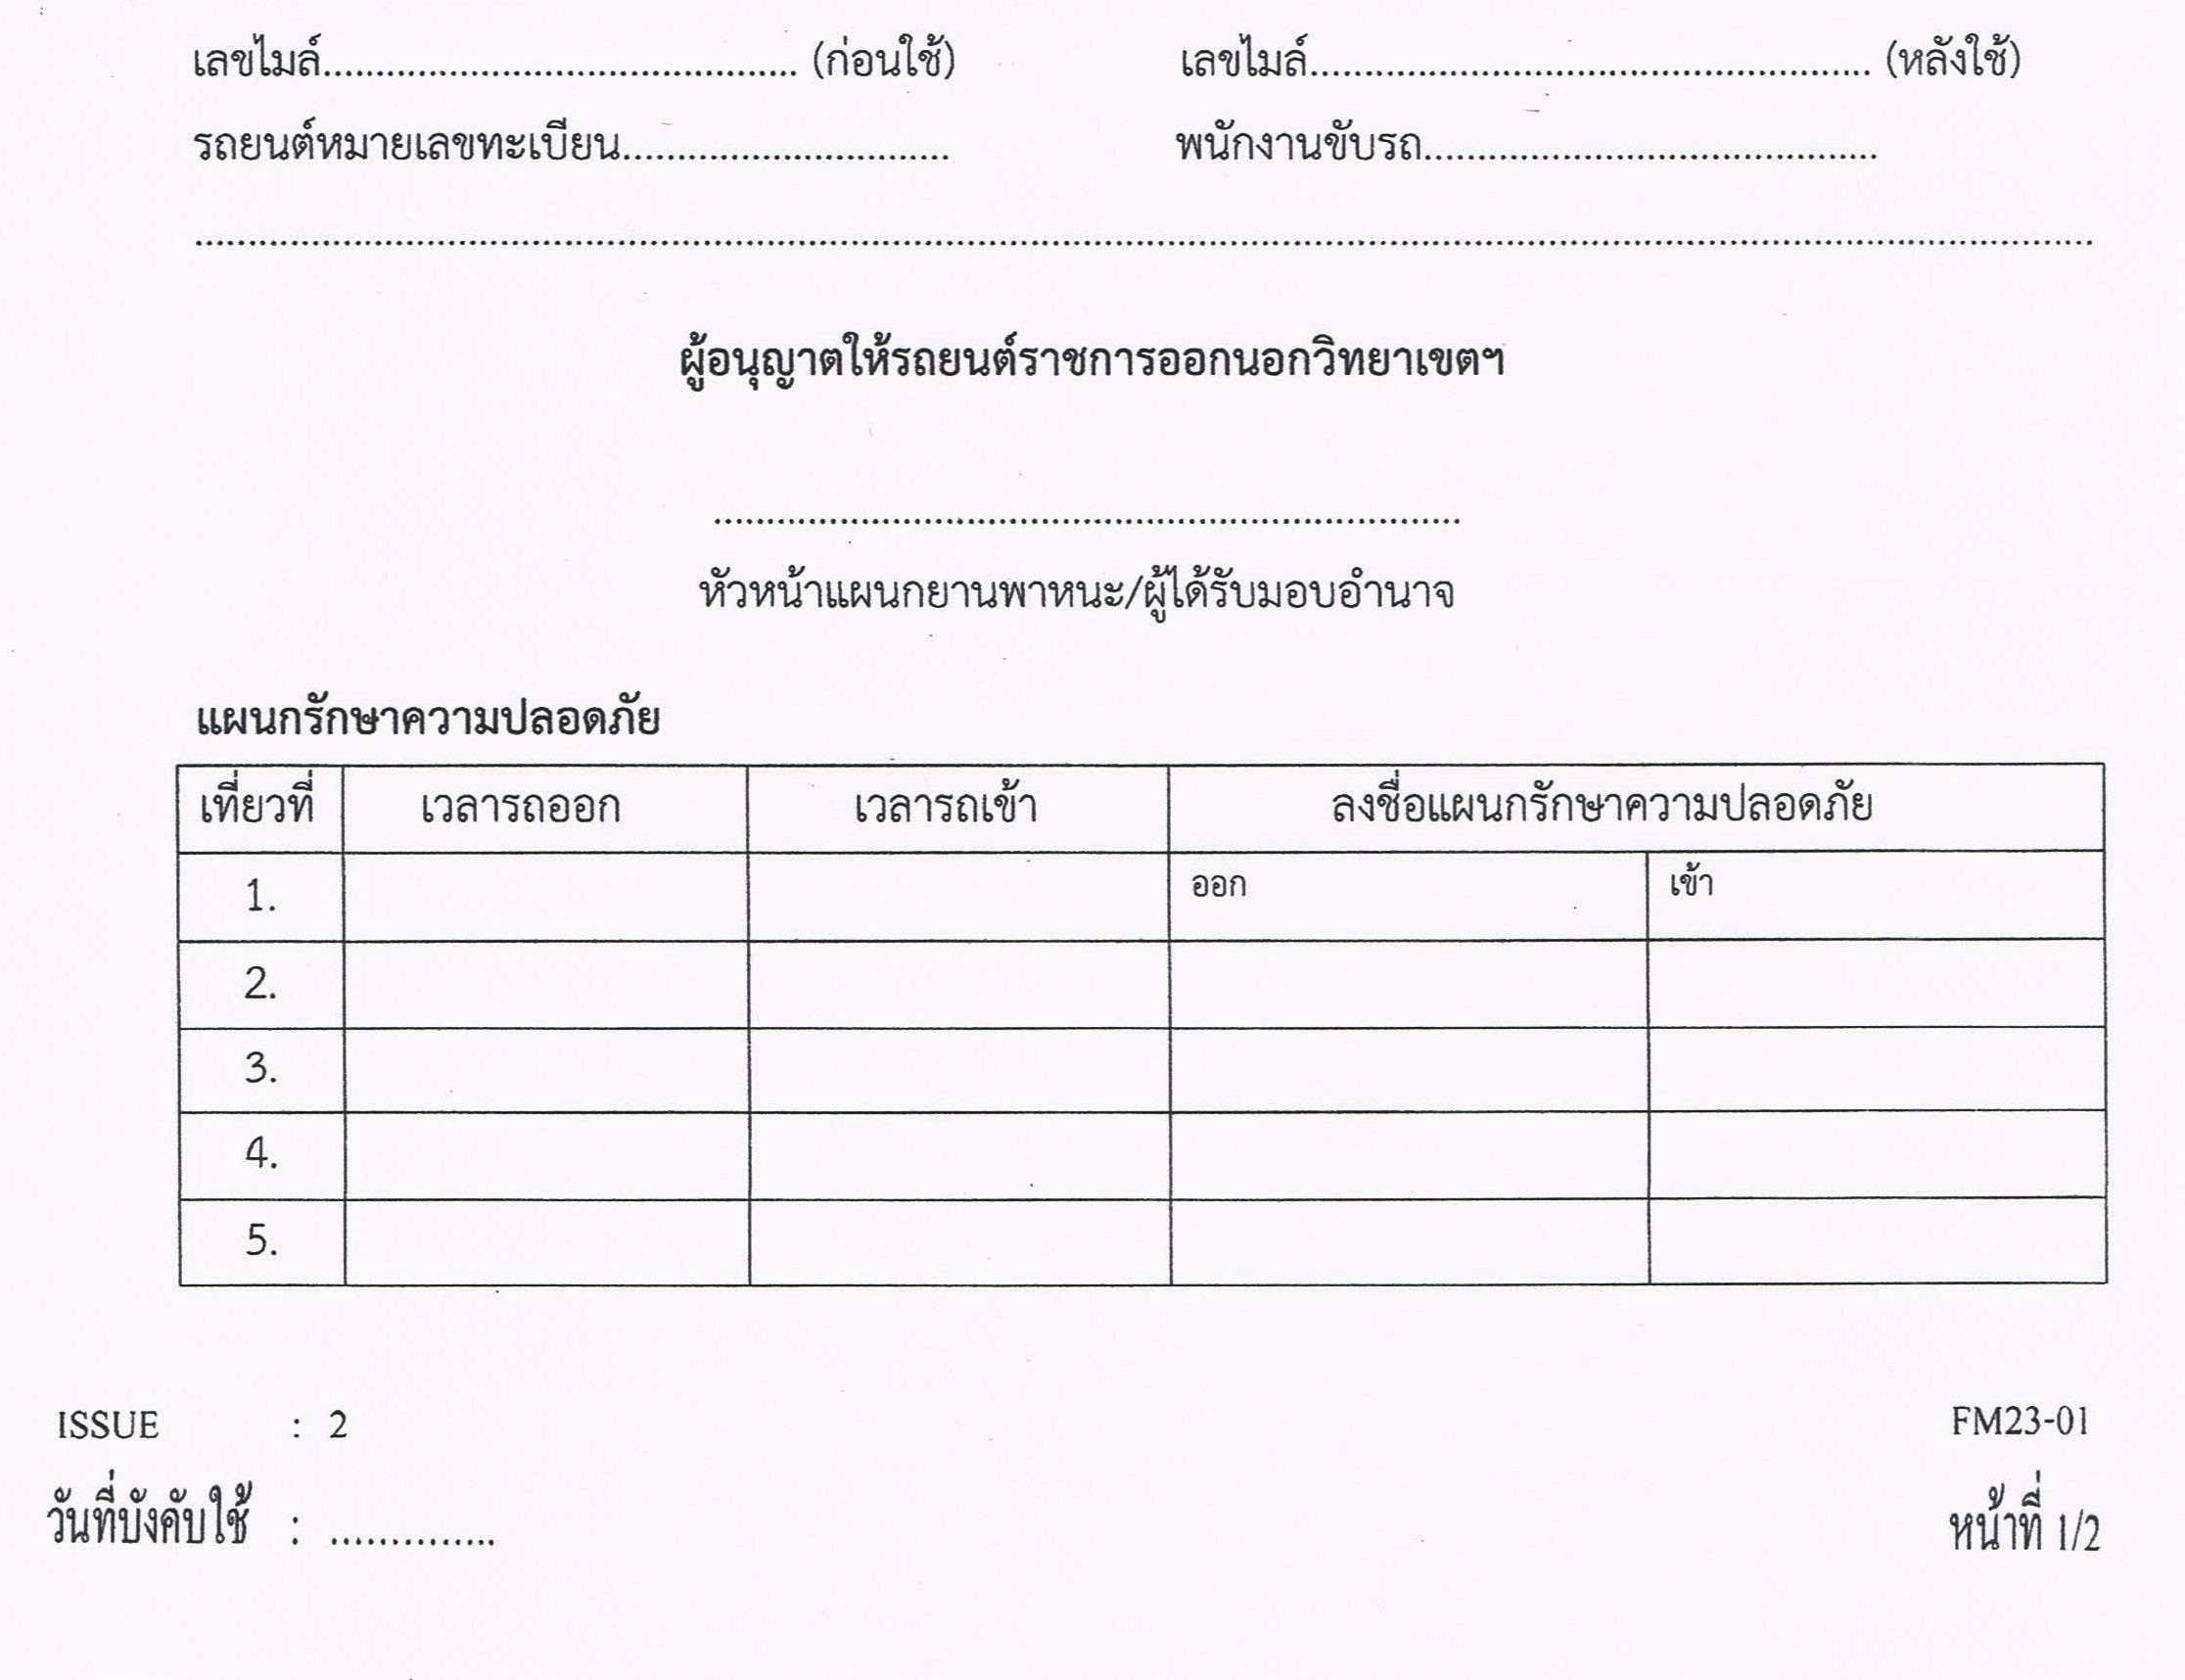 เลขไมล์............................................. (ก่อนใช้) เลขไมล์..................................................... (หลังใช้)
รถยนต์หมายเลขทะเบียน............................... พนักงานขับรถ...........................................
....................................................................................................................................................................................
ผู้อนุญาตให้รถยนต์ราชการออกนอกวิทยาเขตฯ
.......................................................................
หัวหน้าแผนกยานพาหนะ/ผู้ได้รับมอบอำนาจ
แผนกรักษาความปลอดภัย
เที่ยวที่ เวลารถออก เวลารถเข้า ลงชื่อแผนกรักษาความปลอดภัย
1. ออก เข้า
2.
3.
4.
5.
ISSUE : 2 FM23-01
วันที่บังคับใช้ : .............. หน้าที่ 1/2